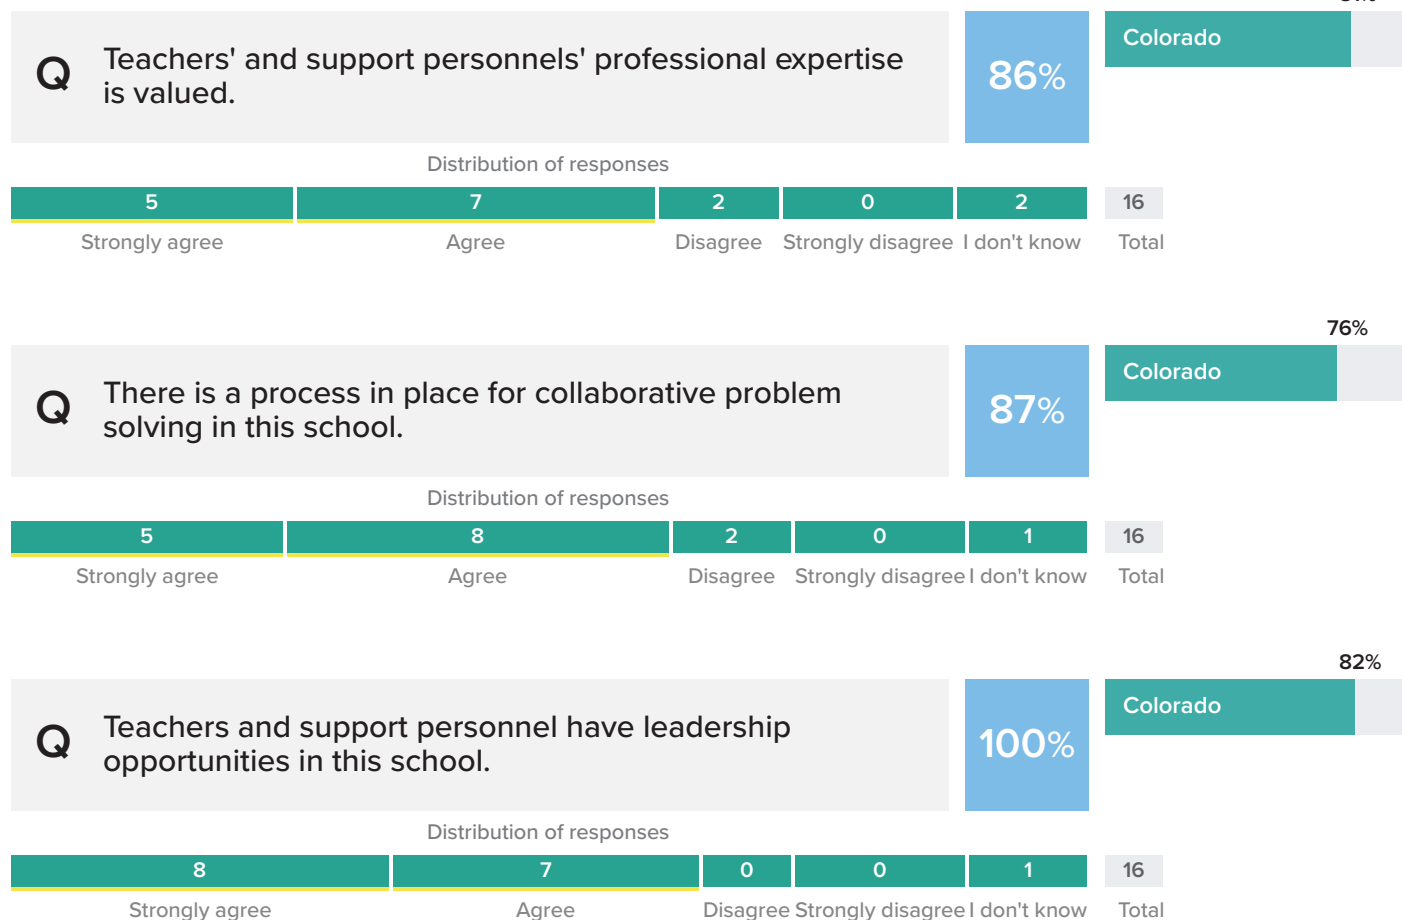 Q
Teachers' and support personnels' professional expertise
is valued.
86%
Colorado
Distribution of responses
5 7 2 0 2 16
Strongly agree Agree Disagree Strongly disagree I don't know Total
76%
Q
There is a process in place for collaborative problem
solving in this school.
87%
Colorado
Distribution of responses
5 8 2 0 1 16
Strongly agree Agree Disagree Strongly disagree I don't know Total
82%
Q
Teachers and support personnel have leadership
opportunities in this school.
100%
Colorado
Distribution of responses
8 7 0 0 1 16
Strongly agree Agree Disagree Strongly disagree I don't know Total